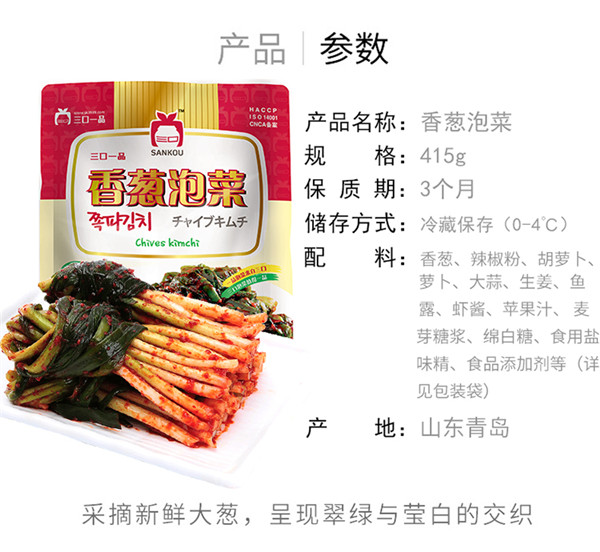 产品 | 参数
三口一品
SANKOU
TM
HACCP
ISO 14001
CNCA备案
三口一品
香葱泡菜
쪽파김치 チャイブキムチ
Chives kimchi
产品名称：香葱泡菜
规 格：415g
保 质 期：3个月
储存方式：冷藏保存（0-4℃）
配 料：香葱、辣椒粉、胡萝卜、
萝卜、大蒜、生姜、鱼
露、虾酱、苹果汁、麦
芽糖浆、绵白糖、食用盐
味精、食品添加剂等（详
见包装袋）
产 地：山东青岛
采摘新鲜大葱，呈现翠绿与莹白的交织